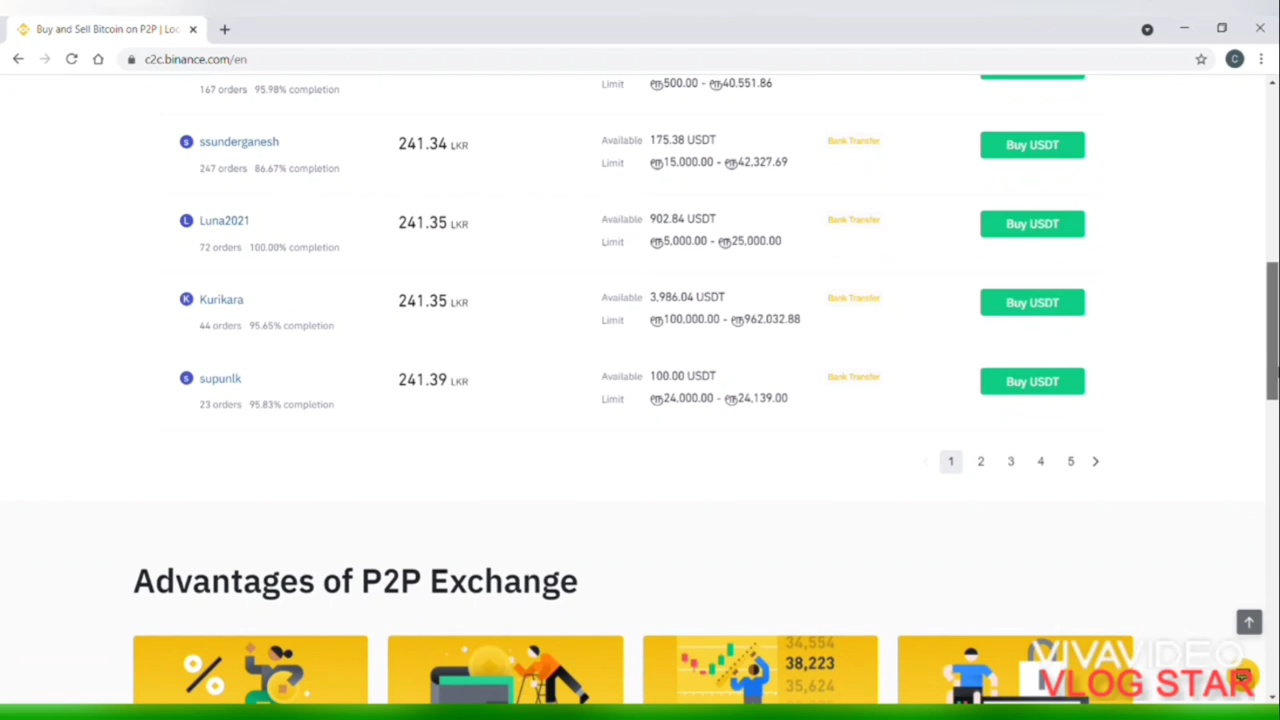 Buy and Sell Bitcoin on P2P | Loc
c2c.binance.com/en
C
167 orders 95.98% completion
Limit රු500.00 - රු40,551.86
S ssunderganesh
247 orders 86.67% completion
241.34 LKR
Available 175.38 USDT
Limit රු15,000.00 - රු42,327.69
Bank Transfer
Buy USDT
L Luna2021
72 orders 100.00% completion
241.35 LKR
Available 902.84 USDT
Limit රු5,000.00 - රු25,000.00
Bank Transfer
Buy USDT
K Kurikara
44 orders 95.65% completion
241.35 LKR
Available 3,986.04 USDT
Limit රු100,000.00 - රු962,032.88
Bank Transfer
Buy USDT
S supunlk
23 orders 95.83% completion
241.39 LKR
Available 100.00 USDT
Limit රු24,000.00 - රු24,139.00
Bank Transfer
Buy USDT
1 2 3 4 5
Advantages of P2P Exchange
34,554
38,223
35,624
VIVAVIDEO
VLOG STAR